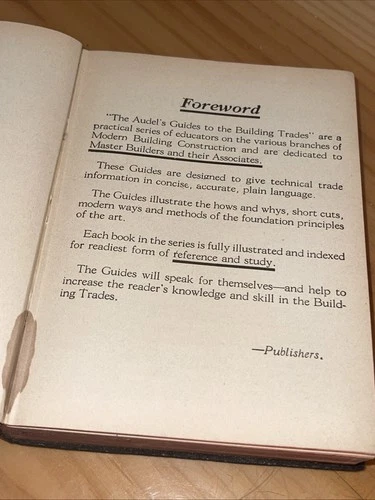 Foreword
"The Audel's Guides to the Building Trades" are a
practical series of educators on the various branches of
Modern Building Construction and are dedicated to
Master Builders and their Associates.
These Guides are designed to give technical trade
information in concise, accurate, plain language.
The Guides illustrate the hows and whys, short cuts,
modern ways and methods of the foundation principles
of the art.
Each book in the series is fully illustrated and indexed
for readiest form of reference and study.
The Guides will speak for themselves—and help to
increase the reader's knowledge and skill in the Build-
ing Trades.
—Publishers.